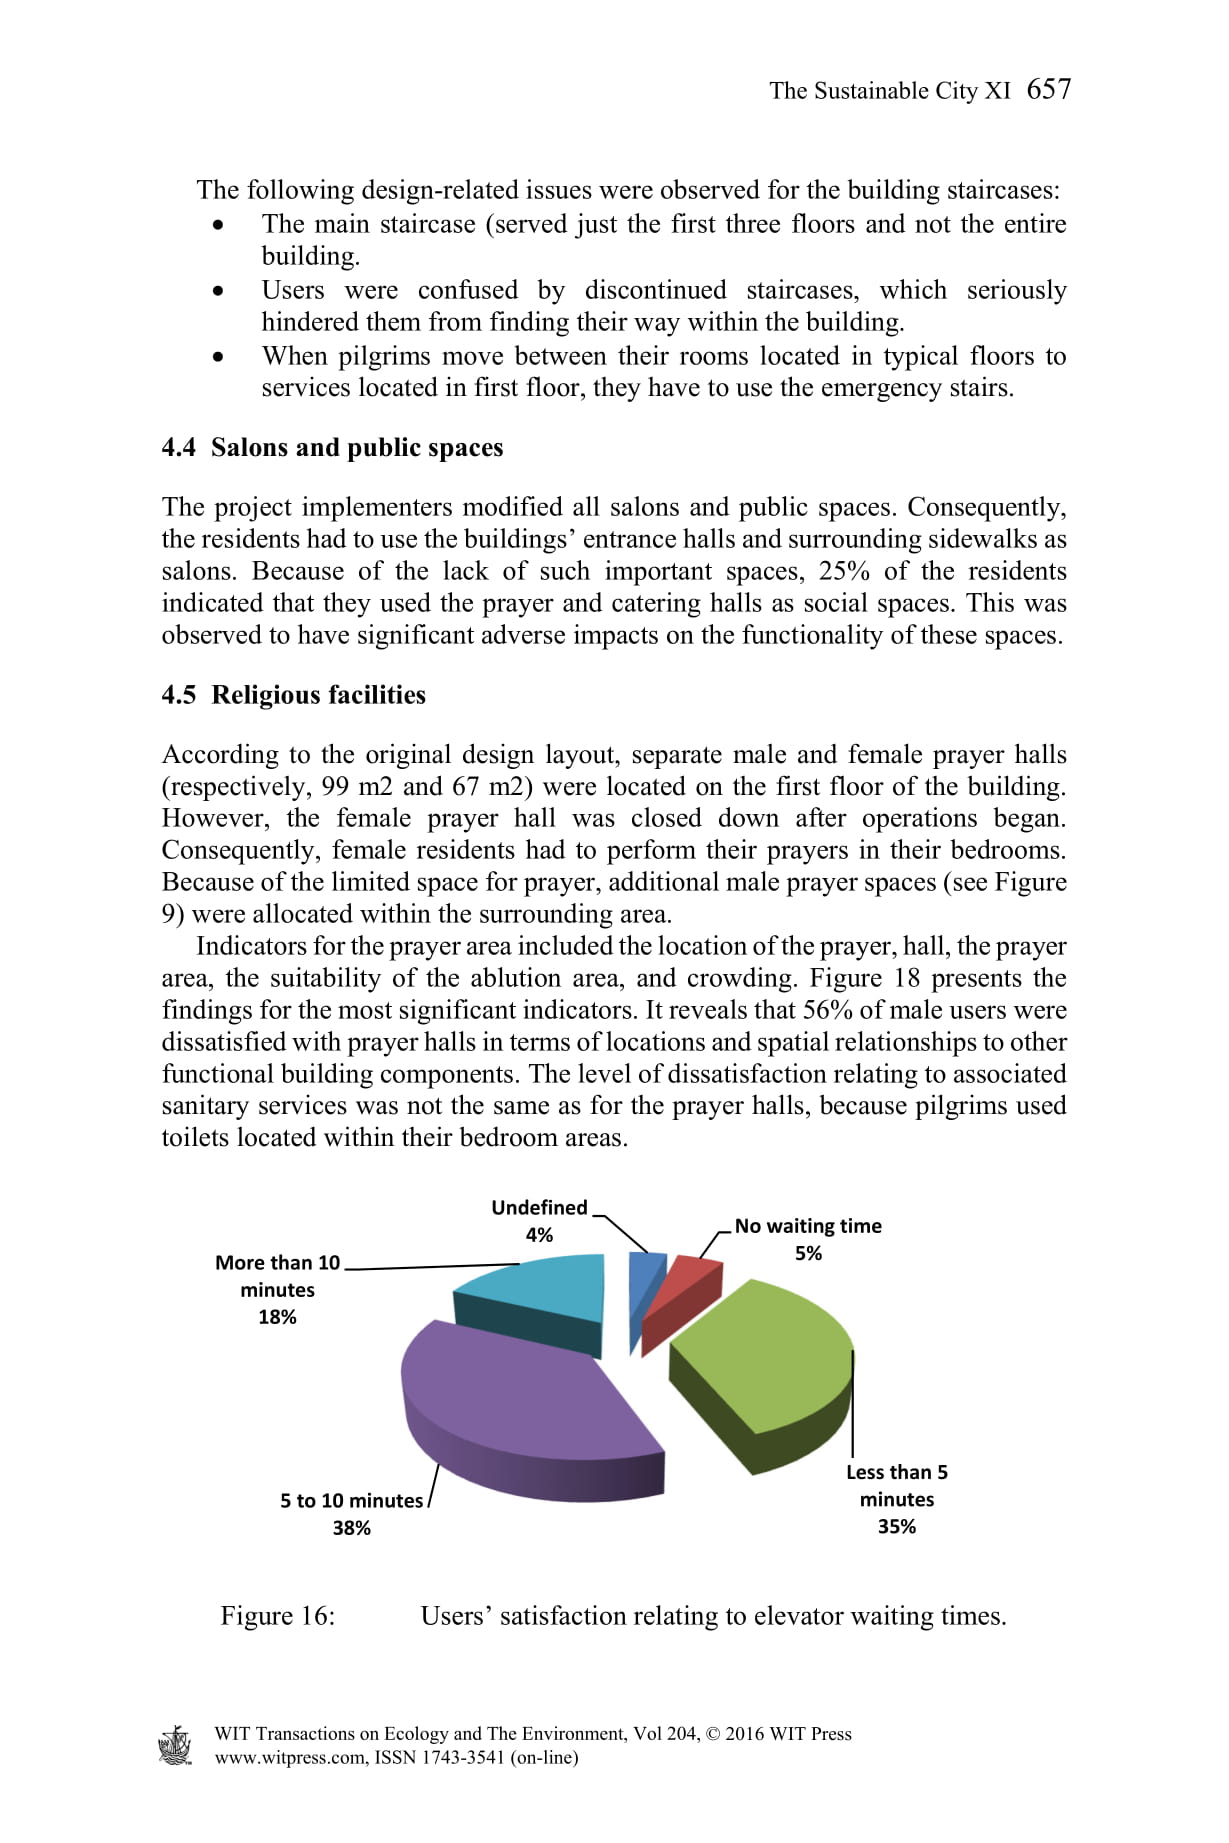 The Sustainable City XI 657
The following design-related issues were observed for the building staircases:
• The main staircase (served just the first three floors and not the entire
building.
• Users were confused by discontinued staircases, which seriously
hindered them from finding their way within the building.
• When pilgrims move between their rooms located in typical floors to
services located in first floor, they have to use the emergency stairs.
4.4 Salons and public spaces
The project implementers modified all salons and public spaces. Consequently,
the residents had to use the buildings’ entrance halls and surrounding sidewalks as
salons. Because of the lack of such important spaces, 25% of the residents
indicated that they used the prayer and catering halls as social spaces. This was
observed to have significant adverse impacts on the functionality of these spaces.
4.5 Religious facilities
According to the original design layout, separate male and female prayer halls
(respectively, 99 m2 and 67 m2) were located on the first floor of the building.
However, the female prayer hall was closed down after operations began.
Consequently, female residents had to perform their prayers in their bedrooms.
Because of the limited space for prayer, additional male prayer spaces (see Figure
9) were allocated within the surrounding area.
Indicators for the prayer area included the location of the prayer, hall, the prayer
area, the suitability of the ablution area, and crowding. Figure 18 presents the
findings for the most significant indicators. It reveals that 56% of male users were
dissatisfied with prayer halls in terms of locations and spatial relationships to other
functional building components. The level of dissatisfaction relating to associated
sanitary services was not the same as for the prayer halls, because pilgrims used
toilets located within their bedroom areas.
Undefined
4%
No waiting time
5%
More than 10
minutes
18%
Less than 5
minutes
35%
5 to 10 minutes
38%
Figure 16: Users’ satisfaction relating to elevator waiting times.
WIT Transactions on Ecology and The Environment, Vol 204, © 2016 WIT Press
www.witpress.com, ISSN 1743-3541 (on-line)